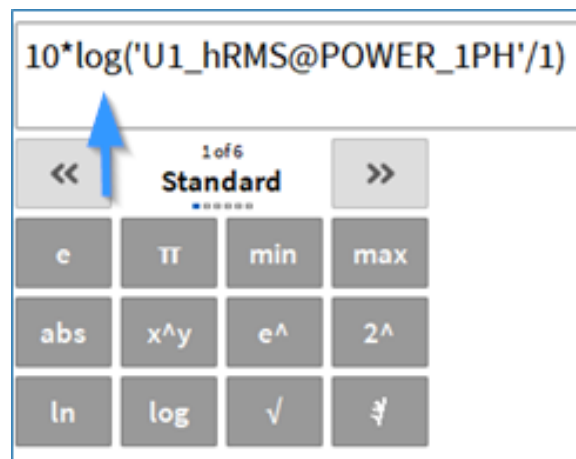 10*log('U1_hRMS@POWER_1PH'/1)
<< 1 of 6 >>
Standard
e π min max
abs x^y e^ 2^
ln log √